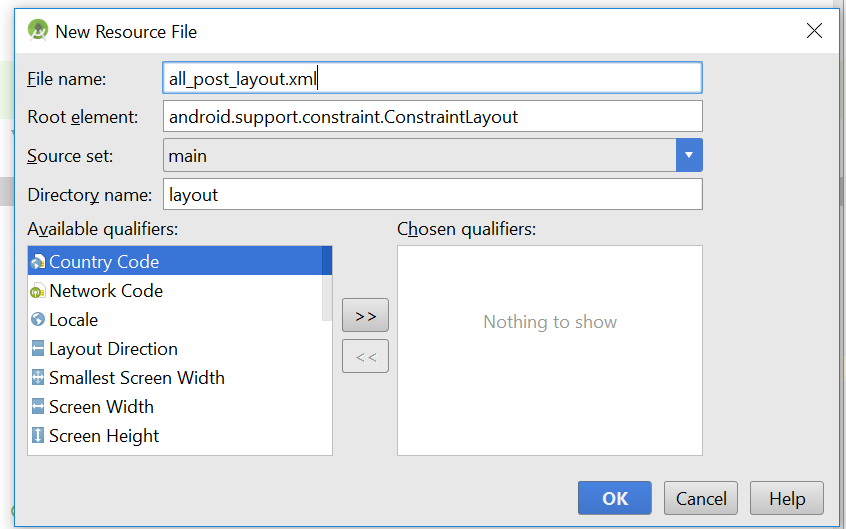 New Resource File
File name: all_post_layout.xml
Root element: android.support.constraint.ConstraintLayout
Source set: main
Directory name: layout
Available qualifiers: Chosen qualifiers:
Country Code
Network Code
Locale
Layout Direction
Smallest Screen Width
Screen Width
Screen Height
>>
<<
Nothing to show
OK Cancel Help